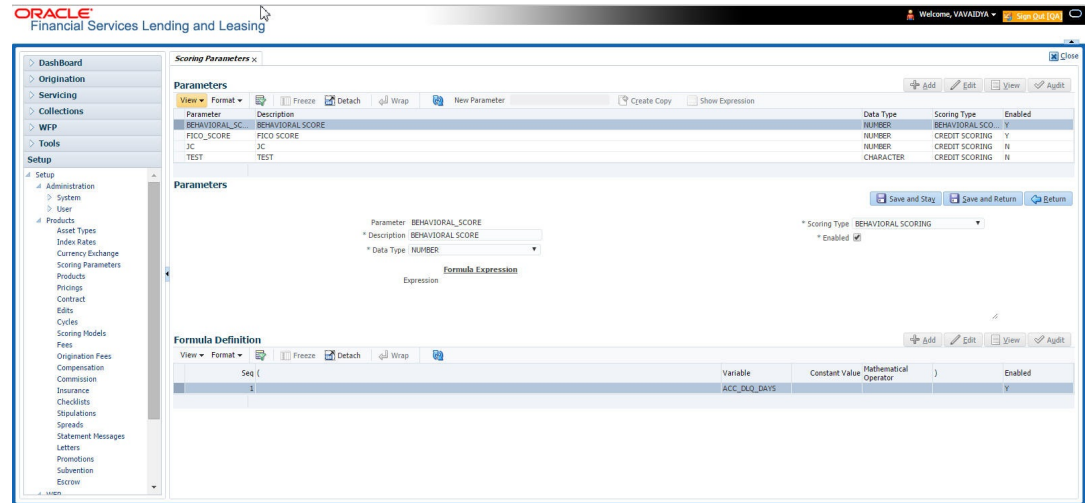 ORACLE
Financial Services Lending and Leasing
Welcome, VAVAIDYA
Sign Out [QA]
DashBoard
Origination
Servicing
Collections
WFP
Tools
Setup
Setup
Administration
System
User
Products
Asset Types
Index Rates
Currency Exchange
Scoring Parameters
Products
Pricings
Contract
Edits
Cycles
Scoring Models
Fees
Origination Fees
Compensation
Commission
Insurance
Checklists
Stipulations
Spreads
Statement Messages
Letters
Promotions
Subvention
Escrow
WFP
Scoring Parameters x
Close
Parameters
Add Edit View Audit
View Format Freeze Detach Wrap New Parameter Create Copy Show Expression
Parameter Description Data Type Scoring Type Enabled
BEHAVIORAL_SC... BEHAVIORAL SCORE NUMBER BEHAVIORAL SCO... Y
FICO_SCORE FICO SCORE NUMBER CREDIT SCORING Y
JC JC NUMBER CREDIT SCORING N
TEST TEST CHARACTER CREDIT SCORING N
Parameters
Save and Stay Save and Return Return
Parameter BEHAVIORAL_SCORE
* Description BEHAVIORAL SCORE
* Data Type NUMBER
* Scoring Type BEHAVIORAL SCORING
* Enabled
Formula Expression
Expression
Formula Definition
Add Edit View Audit
View Format Freeze Detach Wrap
Seq ( Variable Constant Value Mathematical Operator ) Enabled
1 ACC_DLQ_DAYS Y